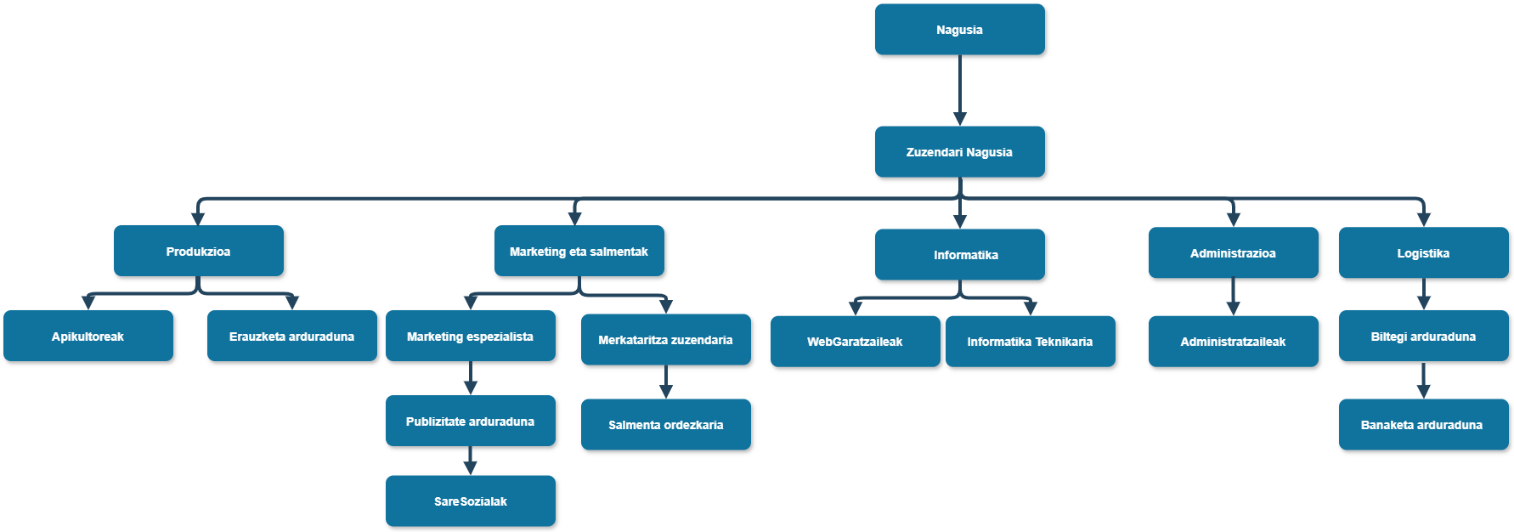 Nagusia
Zuzendari Nagusia
Produkzioa
Marketing eta salmentak
Informatika
Administrazioa
Logistika
Apikultoreak
Erauzketa arduraduna
Marketing espezialista
Merkataritza zuzendaria
WebGaratzaileak
Informatika Teknikaria
Administratzaileak
Biltegi arduraduna
Publizitate arduraduna
Salmenta ordezkaria
Banaketa arduraduna
SareSozialak